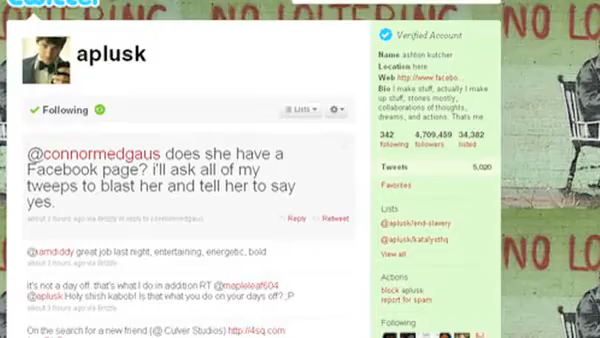 twitter
NO LOITERING
NO L
aplusk
Following
Lists
@connormedgaus does she have a
Facebook page? i'll ask all of my
tweeps to blast her and tell her to say
yes.
about 2 hours ago via Brizzly in reply to connormedgaus
Reply Retweet
@iamdiddy great job last night, entertaining, energetic, bold
about 3 hours ago via Brizzly
it's not a day off. that's what I do in addition RT @mapleleaf604
@aplusk Holy shish kabob! Is that what you do on your days off? ;P
about 3 hours ago via Brizzly
On the search for a new friend (@ Culver Studios) http://4sq.com
Verified Account
Name ashton kutcher
Location here
Web http://www.facebo...
Bio I make stuff, actually I make
up stuff, stories mostly,
collaborations of thoughts,
dreams, and actions. Thats me.
342 4,709,459 34,382
following followers listed
Tweets 5,020
Favorites
Lists
@aplusk/end-slavery
@aplusk/katalysthq
View all
Actions
block aplusk
report for spam
Following
NO LO